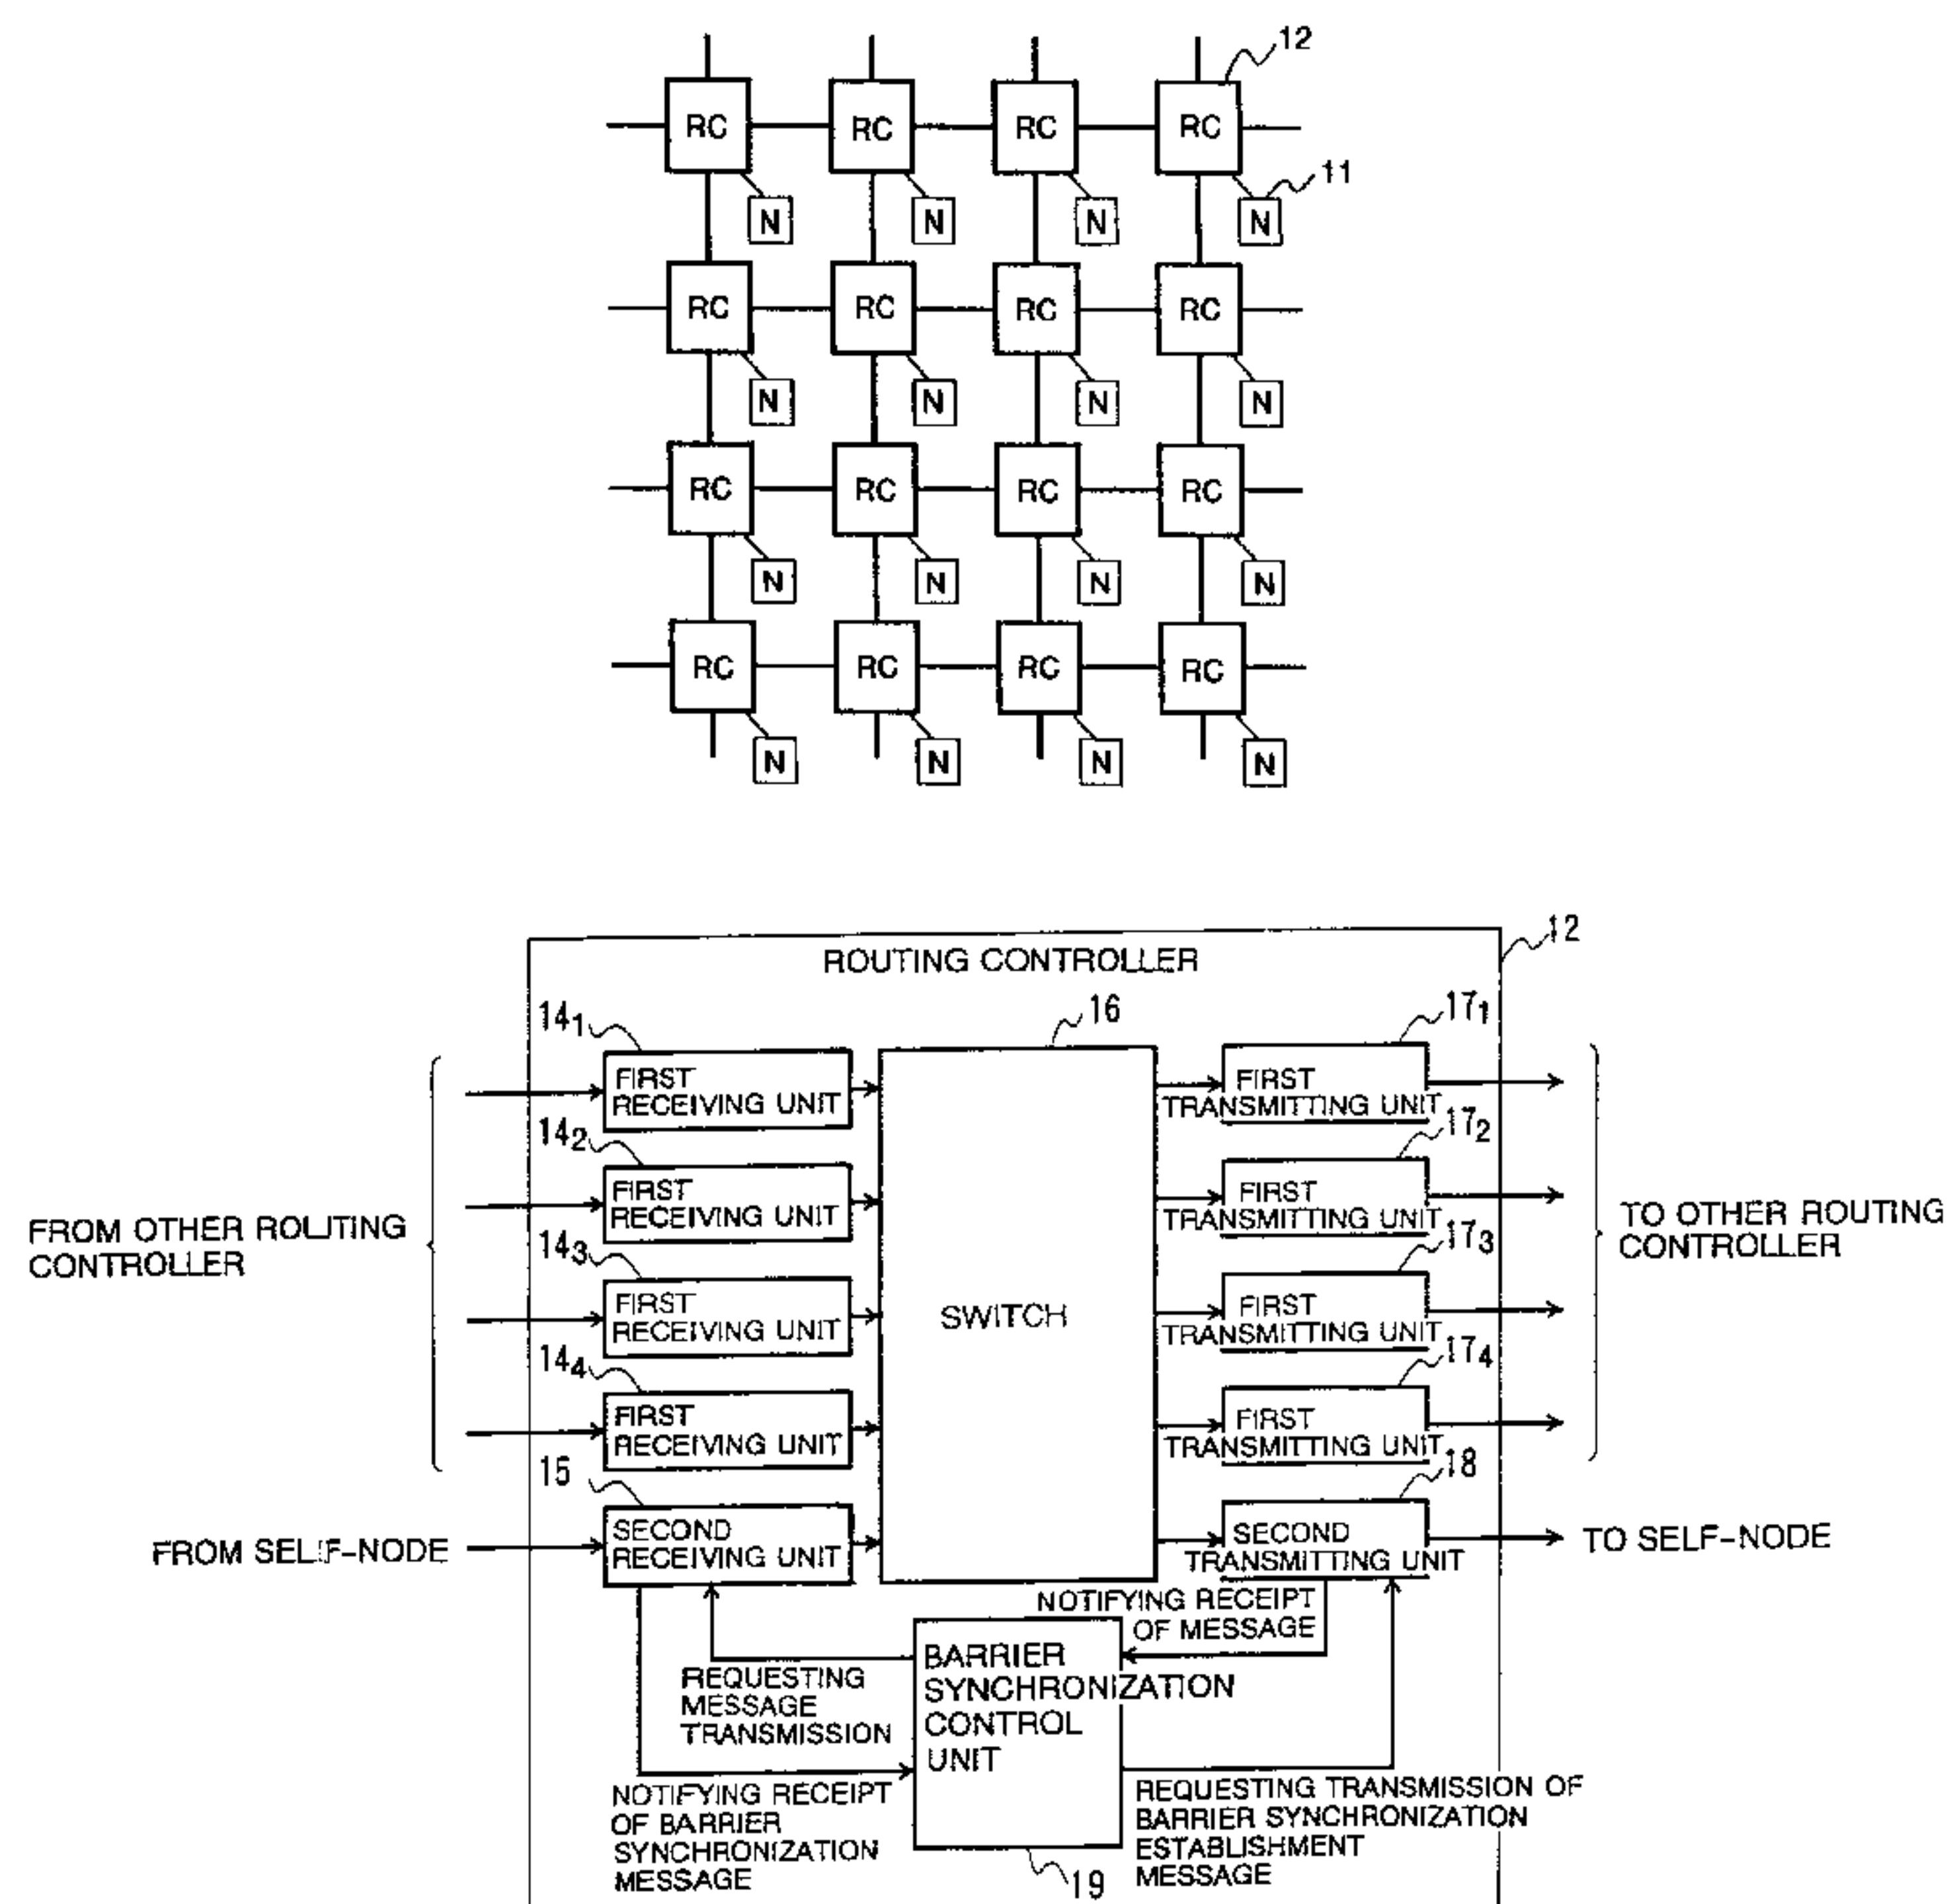 12
RC RC RC RC
11
N N N N
RC RC RC RC
N N N N
RC RC RC RC
N N N N
RC RC RC RC
N N N N
12
ROUTING CONTROLLER
14₁
16
17₁
FIRST
RECEIVING UNIT
FIRST
TRANSMITTING UNIT
14₂
17₂
FIRST
RECEIVING UNIT
FIRST
TRANSMITTING UNIT
FROM OTHER ROUTING
CONTROLLER
TO OTHER ROUTING
CONTROLLER
14₃
17₃
FIRST
RECEIVING UNIT
SWITCH
FIRST
TRANSMITTING UNIT
14₄
17₄
FIRST
RECEIVING UNIT
FIRST
TRANSMITTING UNIT
15
18
FROM SELF-NODE
SECOND
RECEIVING UNIT
SECOND
TRANSMITTING UNIT
TO SELF-NODE
NOTIFYING RECEIPT
OF MESSAGE
REQUESTING
MESSAGE
TRANSMISSION
BARRIER
SYNCHRONIZATION
CONTROL
UNIT
NOTIFYING RECEIPT
OF BARRIER
SYNCHRONIZATION
MESSAGE
REQUESTING TRANSMISSION OF
BARRIER SYNCHRONIZATION
ESTABLISHMENT
MESSAGE
19